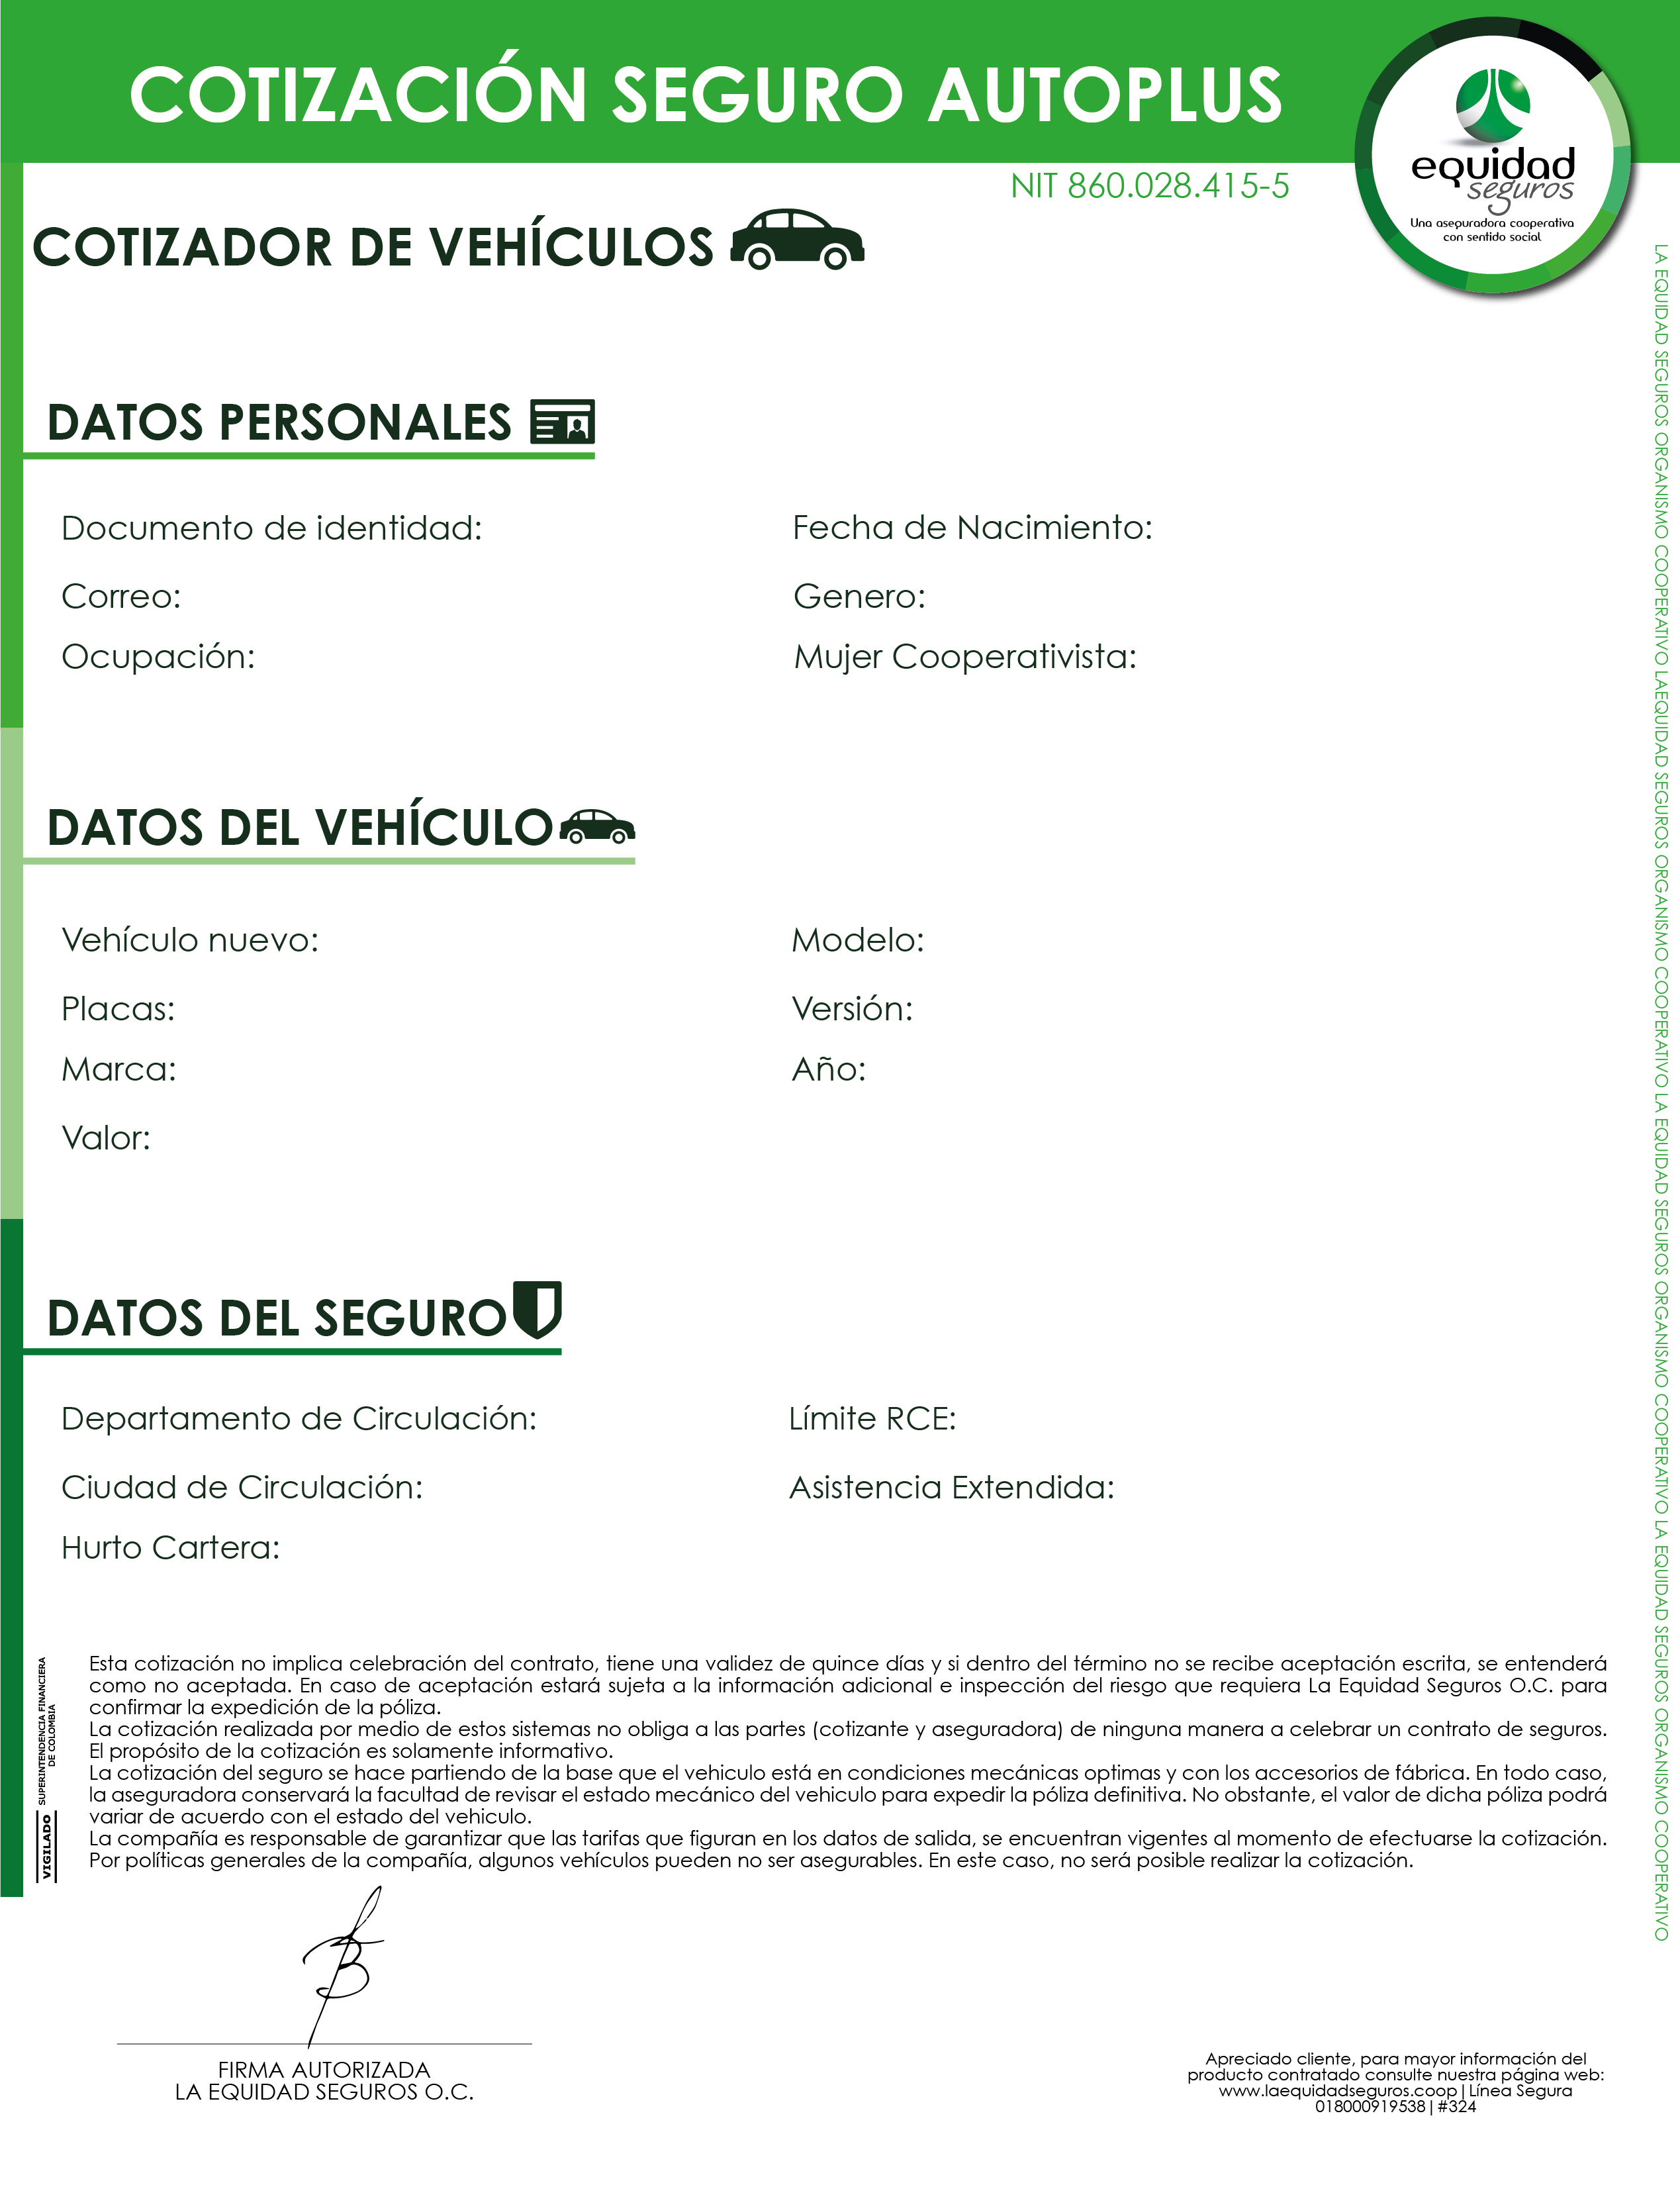 COTIZACIÓN SEGURO AUTOPLUS
equidad
seguros
Una aseguradora cooperativa
con sentido social
NIT 860.028.415-5
COTIZADOR DE VEHÍCULOS
DATOS PERSONALES
Documento de identidad:
Fecha de Nacimiento:
Correo:
Genero:
Ocupación:
Mujer Cooperativista:
DATOS DEL VEHÍCULO
Vehículo nuevo:
Modelo:
Placas:
Versión:
Marca:
Año:
Valor:
DATOS DEL SEGURO
Departamento de Circulación:
Límite RCE:
Ciudad de Circulación:
Asistencia Extendida:
Hurto Cartera:
Esta cotización no implica celebración del contrato, tiene una validez de quince días y si dentro del término no se recibe aceptación escrita, se entenderá
como no aceptada. En caso de aceptación estará sujeta a la información adicional e inspección del riesgo que requiera La Equidad Seguros O.C. para
confirmar la expedición de la póliza.
La cotización realizada por medio de estos sistemas no obliga a las partes (cotizante y aseguradora) de ninguna manera a celebrar un contrato de seguros.
El propósito de la cotización es solamente informativo.
La cotización del seguro se hace partiendo de la base que el vehiculo está en condiciones mecánicas optimas y con los accesorios de fábrica. En todo caso,
la aseguradora conservará la facultad de revisar el estado mecánico del vehiculo para expedir la póliza definitiva. No obstante, el valor de dicha póliza podrá
variar de acuerdo con el estado del vehiculo.
La compañía es responsable de garantizar que las tarifas que figuran en los datos de salida, se encuentran vigentes al momento de efectuarse la cotización.
Por políticas generales de la compañía, algunos vehículos pueden no ser asegurables. En este caso, no será posible realizar la cotización.
VIGILADO
SUPERINTENDENCIA FINANCIERA
DE COLOMBIA
FIRMA AUTORIZADA
LA EQUIDAD SEGUROS O.C.
Apreciado cliente, para mayor información del
producto contratado consulte nuestra página web:
www.laequidadseguros.coop|Línea Segura
018000919538|#324
LA EQUIDAD SEGUROS ORGANISMO COOPERATIVO LAEQUIDAD SEGUROS ORGANISMO COOPERATIVO LA EQUIDAD SEGUROS ORGANISMO COOPERATIVO LA EQUIDAD SEGUROS ORGANISMO COOPERATIVO